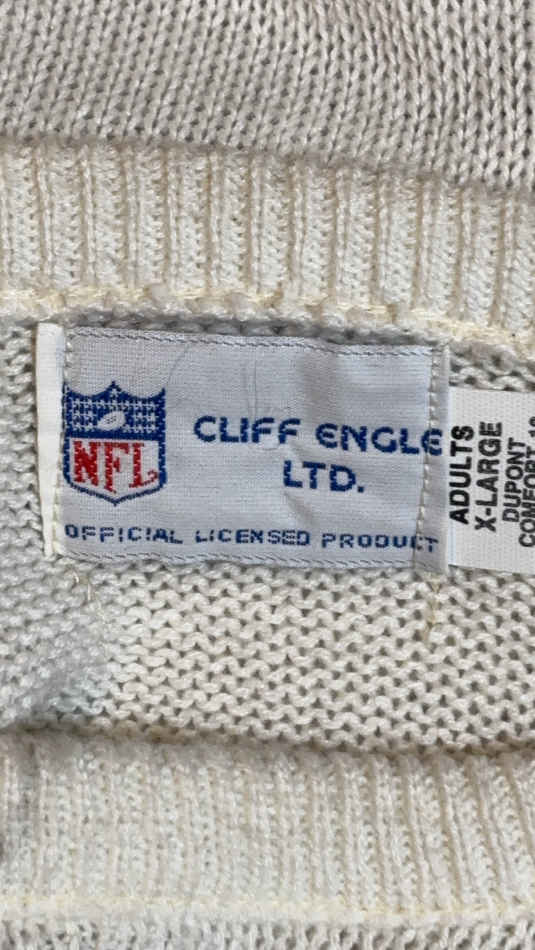 NFL
CLIFF ENGLE
LTD.
OFFICIAL LICENSED PRODUCT
ADULTS
X-LARGE
DUPONT